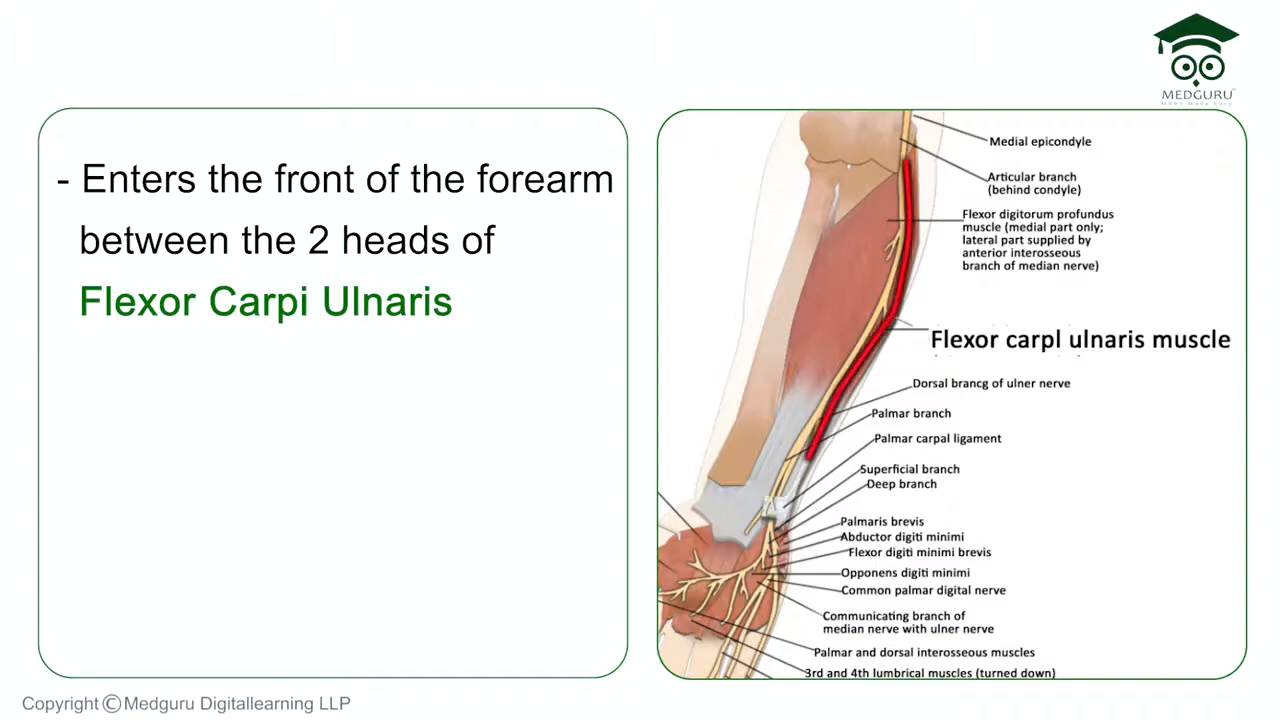 MEDGURU
- Enters the front of the forearm
between the 2 heads of
Flexor Carpi Ulnaris
Medial epicondyle
Articular branch
(behind condyle)
Flexor digitorum profundus
muscle (medial part only;
lateral part supplied by
anterior interosseous
branch of median nerve)
Flexor carpl ulnaris muscle
Dorsal brancg of ulner nerve
Palmar branch
Palmar carpal ligament
Superficial branch
Deep branch
Palmaris brevis
Abductor digiti minimi
Flexor digiti minimi brevis
Opponens digiti minimi
Common palmar digital nerve
Communicating branch of
median nerve with ulner nerve
Palmar and dorsal interosseous muscles
3rd and 4th lumbrical muscles (turned down)
Copyright © Medguru Digitallearning LLP